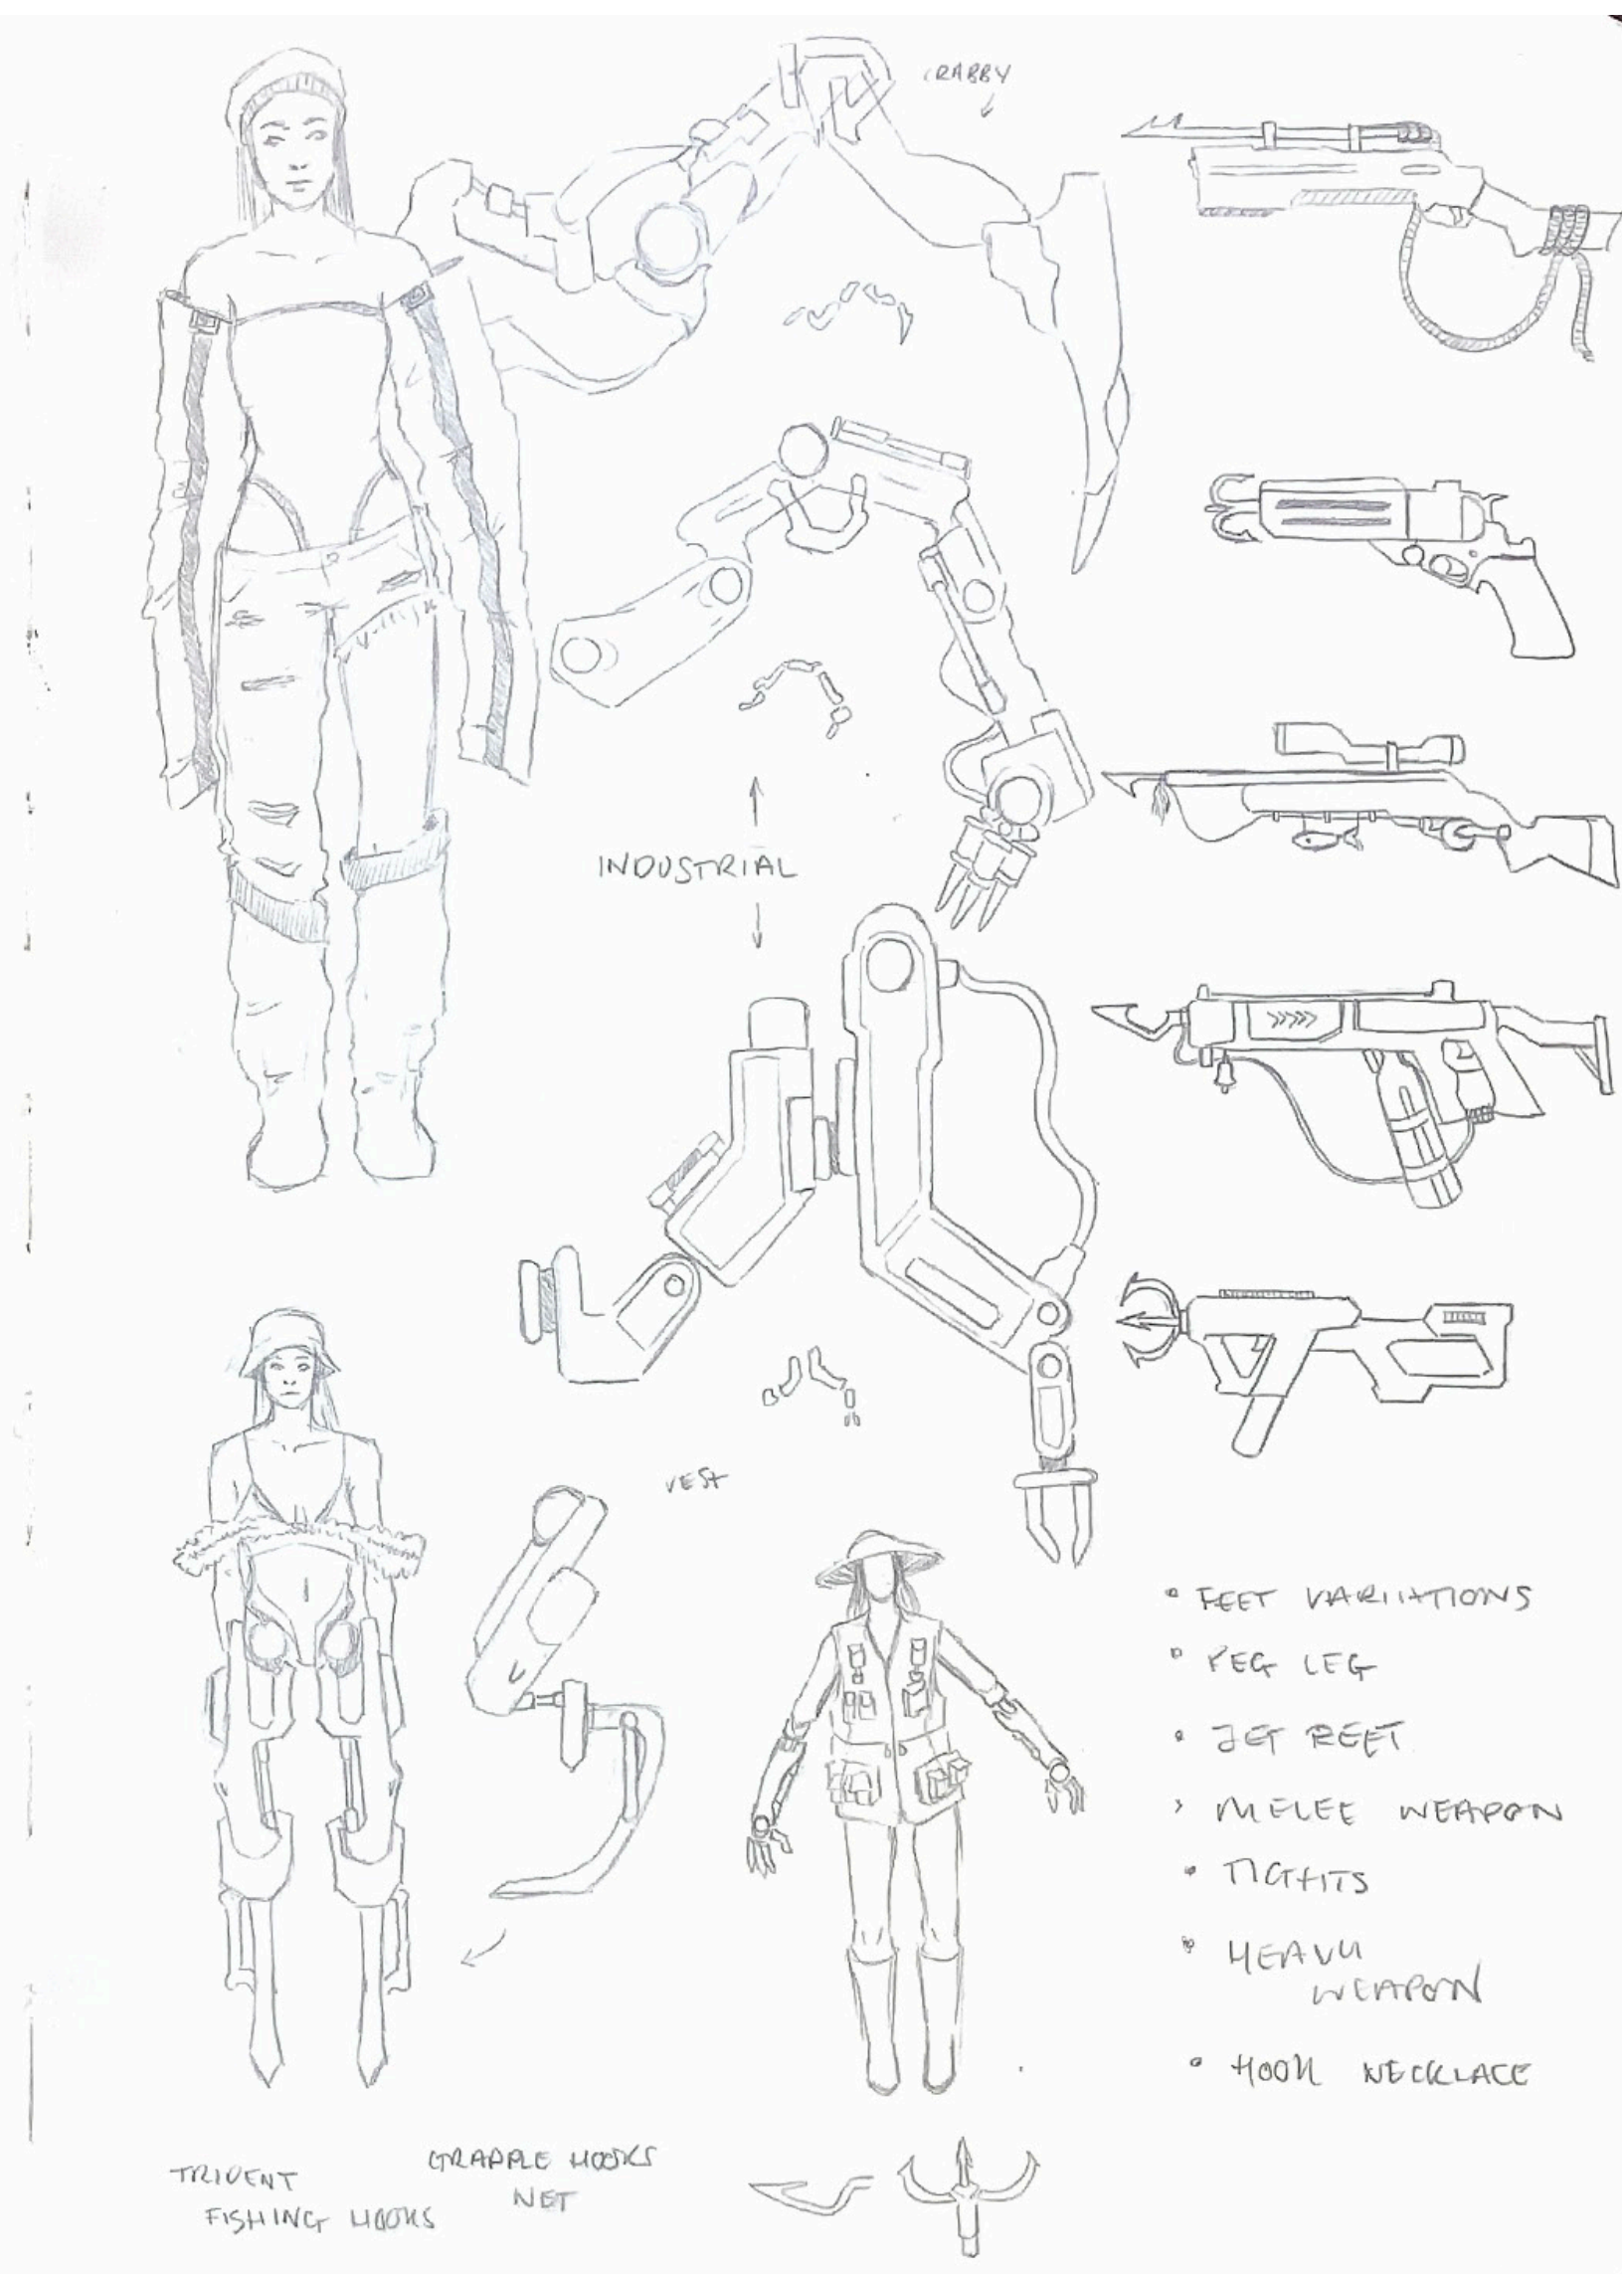 CRABBY
INDUSTRIAL
VEST
FEET VARIATIONS
PEG LEG
JET FEET
MELEE WEAPON
TIGHTS
HEAVY
WEAPON
HOOK NECKLACE
TRIDENT
FISHING HOOKS
GRAPPLE HOOKS
NET